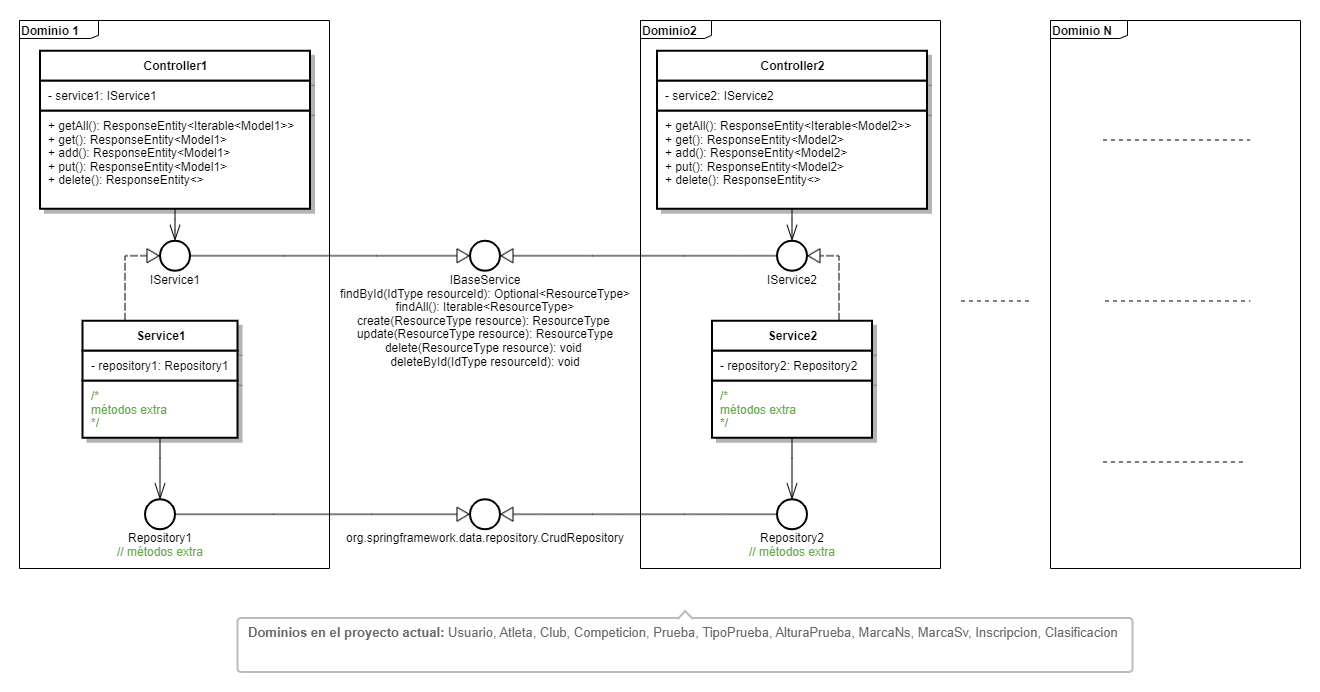 Dominio 1
Controller1
- service1: IService1
+ getAll(): ResponseEntity<Iterable<Model1>>
+ get(): ResponseEntity<Model1>
+ add(): ResponseEntity<Model1>
+ put(): ResponseEntity<Model1>
+ delete(): ResponseEntity<>
IService1
Service1
- repository1: Repository1
/*
métodos extra
*/
Repository1
// métodos extra
IBaseService
findById(IdType resourceId): Optional<ResourceType>
findAll(): Iterable<ResourceType>
create(ResourceType resource): ResourceType
update(ResourceType resource): ResourceType
delete(ResourceType resource): void
deleteById(IdType resourceId): void
org.springframework.data.repository.CrudRepository
Dominio2
Controller2
- service2: IService2
+ getAll(): ResponseEntity<Iterable<Model2>>
+ get(): ResponseEntity<Model2>
+ add(): ResponseEntity<Model2>
+ put(): ResponseEntity<Model2>
+ delete(): ResponseEntity<>
IService2
Service2
- repository2: Repository2
/*
métodos extra
*/
Repository2
// métodos extra
Dominio N
Dominios en el proyecto actual: Usuario, Atleta, Club, Competicion, Prueba, TipoPrueba, AlturaPrueba, MarcaNs, MarcaSv, Inscripcion, Clasificacion